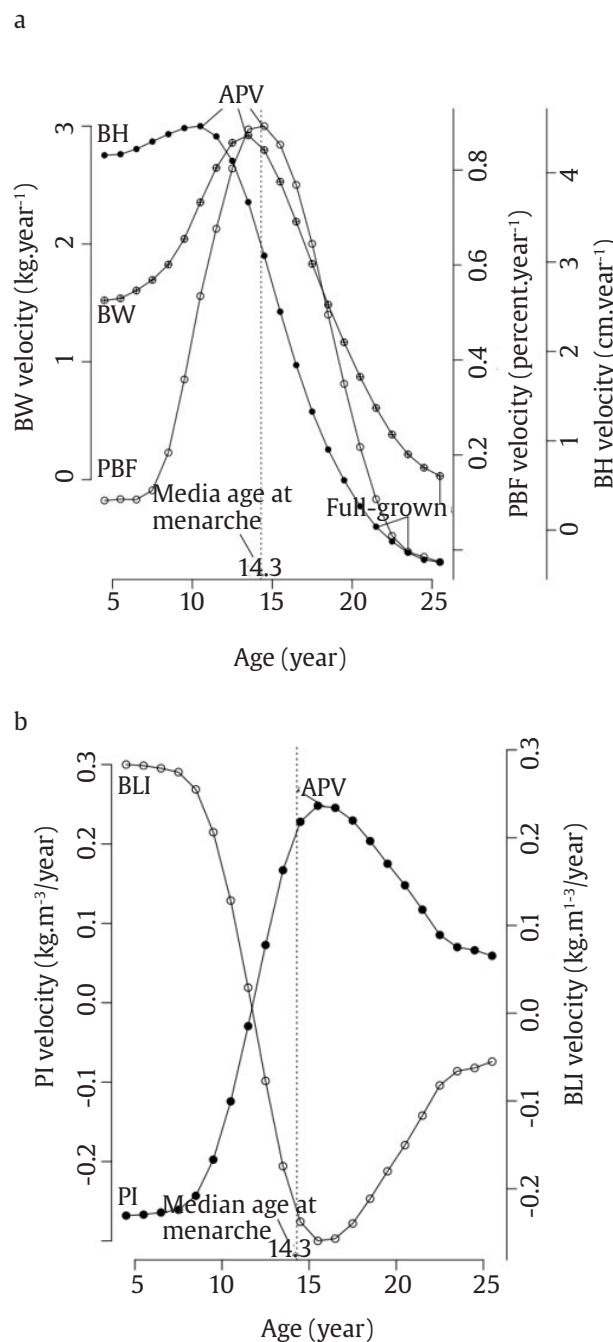 a
APV
BH
BW
PBF
3
2
1
0
BW velocity (kg.year⁻¹)
0.8
0.6
0.4
0.2
PBF velocity (percent.year⁻¹)
4
3
2
1
0
BH velocity (cm.year⁻¹)
Media age at
menarche
14.3
Full-grown
5 10 15 20 25
Age (year)
b
BLI
APV
PI
0.3
0.2
0.1
0.0
-0.1
-0.2
PI velocity (kg.m⁻³/year)
0.3
0.2
0.1
0.0
-0.1
-0.2
BLI velocity (kg.m¹⁻³/year)
Median age at
menarche
14.3
5 10 15 20 25
Age (year)